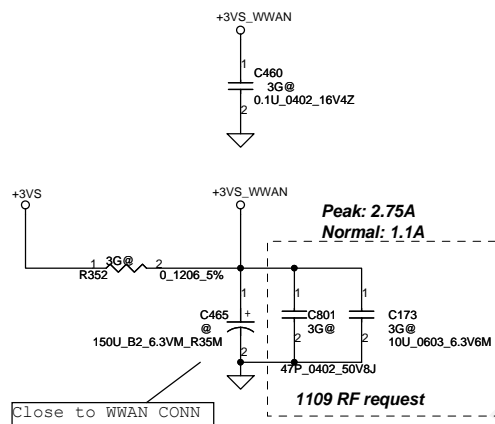 +3VS_WWAN
1
C460
3G@
0.1U_0402_16V4Z
2
+3VS
+3VS_WWAN
Peak: 2.75A
Normal: 1.1A
1 3G@ 2
R352 0_1206_5%
1 1 1
C465 + C801 C173
@ 3G@ 3G@
150U_B2_6.3VM_R35M 10U_0603_6.3V6M
2 2 2
47P_0402_50V8J
Close to WWAN CONN
1109 RF request